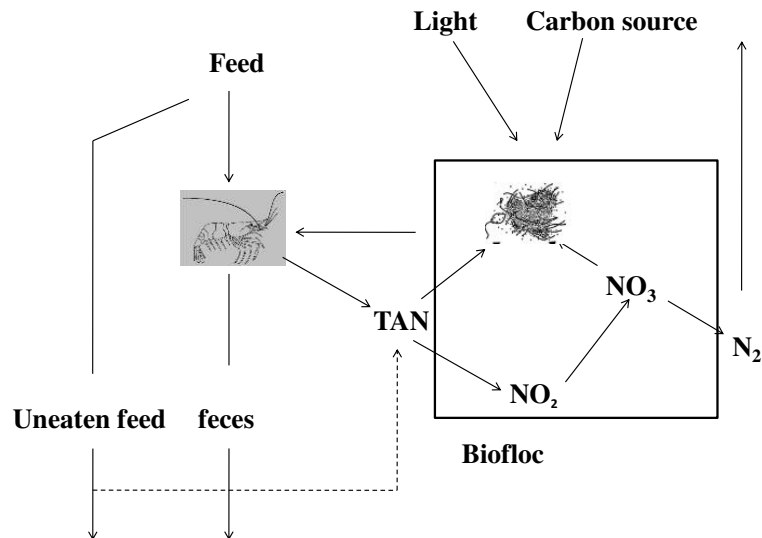 Light Carbon source
Feed
NO₃
TAN
N₂
NO₂
Uneaten feed feces
Biofloc